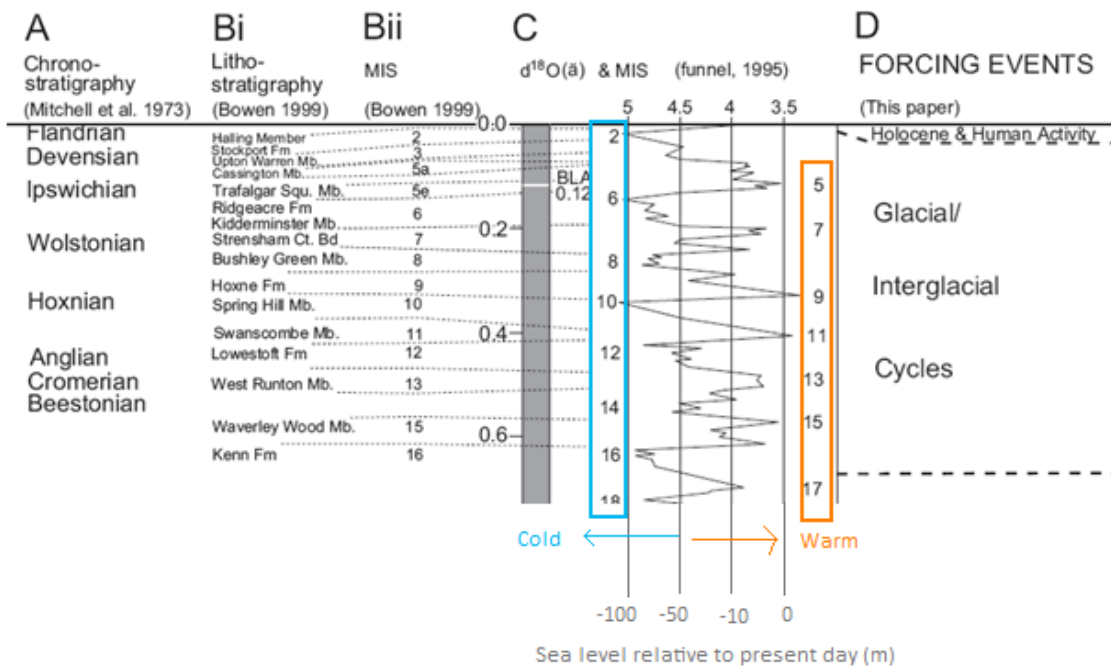 A
Bi
Bii
C
D
Chrono-
stratigraphy
(Mitchell et al. 1973)
Litho-
stratigraphy
(Bowen 1999)
MIS
(Bowen 1999)
d¹⁸O(ä) & MIS (funnel, 1995)
FORCING EVENTS
(This paper)
5 4.5 4 3.5
Flandrian
Devensian
Ipswichian
Wolstonian
Hoxnian
Anglian
Cromerian
Beestonian
Halling Member
Stockport Fm
Upton Warren Mb.
Cassington Mb.
Trafalgar Squ. Mb.
Ridgeacre Fm
Kidderminster Mb.
Strensham Ct. Bd
Bushley Green Mb.
Hoxne Fm
Spring Hill Mb.
Swanscombe Mb.
Lowestoft Fm
West Runton Mb.
Waverley Wood Mb.
Kenn Fm
2
3
5a
5e
6
7
8
9
10
11
12
13
15
16
0.0
0.2
0.4
0.6
BLA
0.12
2
6
8
10
12
14
16
18
5
7
9
11
13
15
17
Holocene & Human Activity
Glacial/
Interglacial
Cycles
Cold
Warm
-100 -50 -10 0
Sea level relative to present day (m)